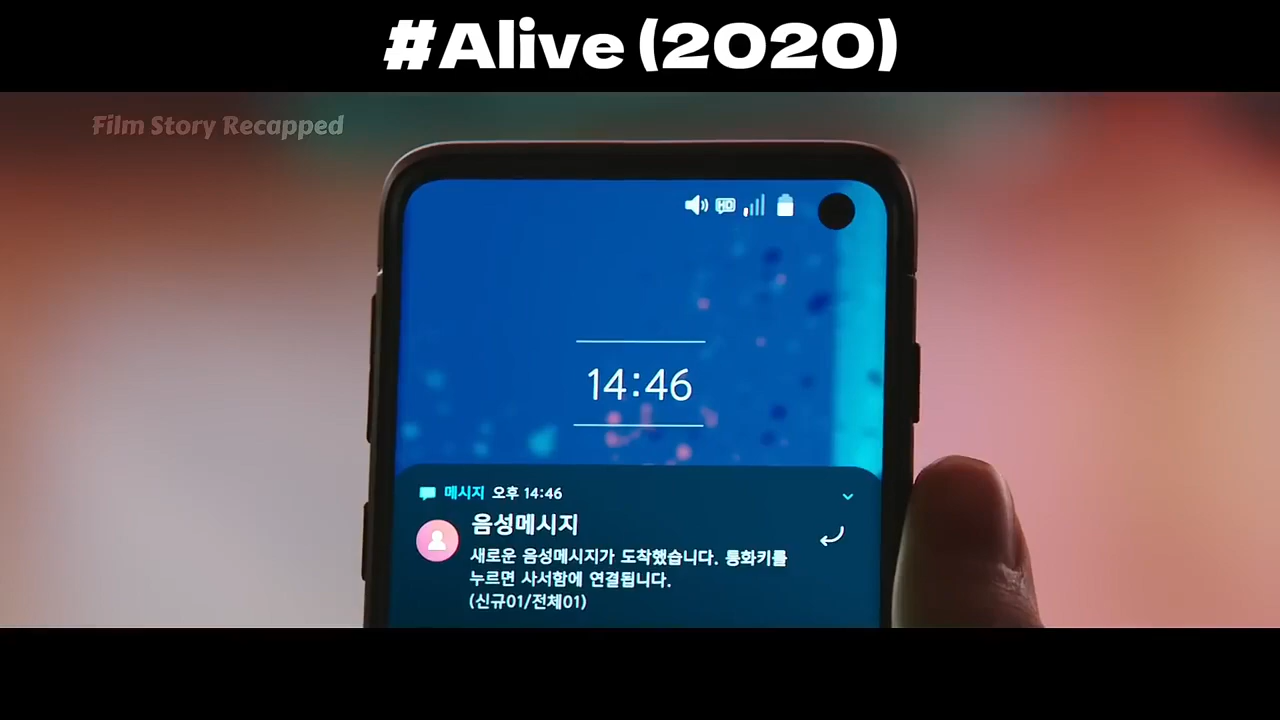 #Alive (2020)
Film Story Recapped
HD
14:46
메시지 오후 14:46
음성메시지
새로운 음성메시지가 도착했습니다. 통화키를
누르면 사서함에 연결됩니다.
(신규01/전체01)